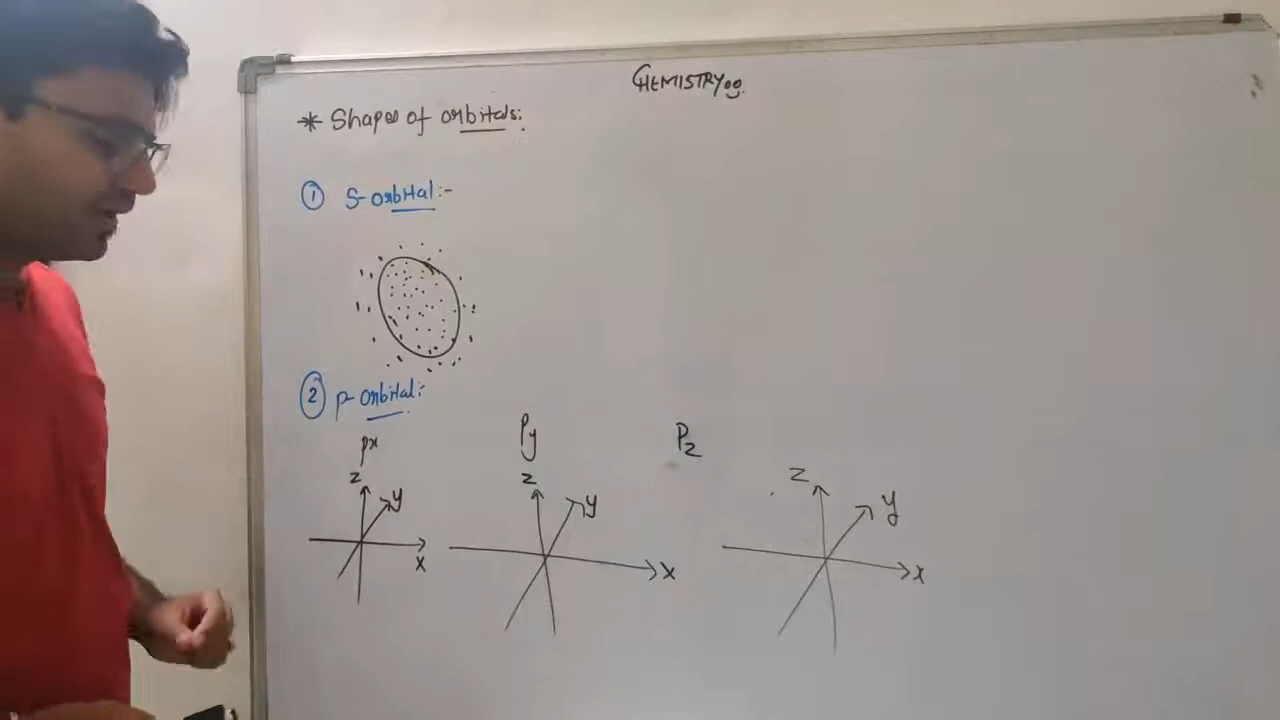 CHEMISTRY
* Shapes of orbitals:
① S-orbital:-
② p-orbital:
px Py Pz
z y x
z y x
z y x